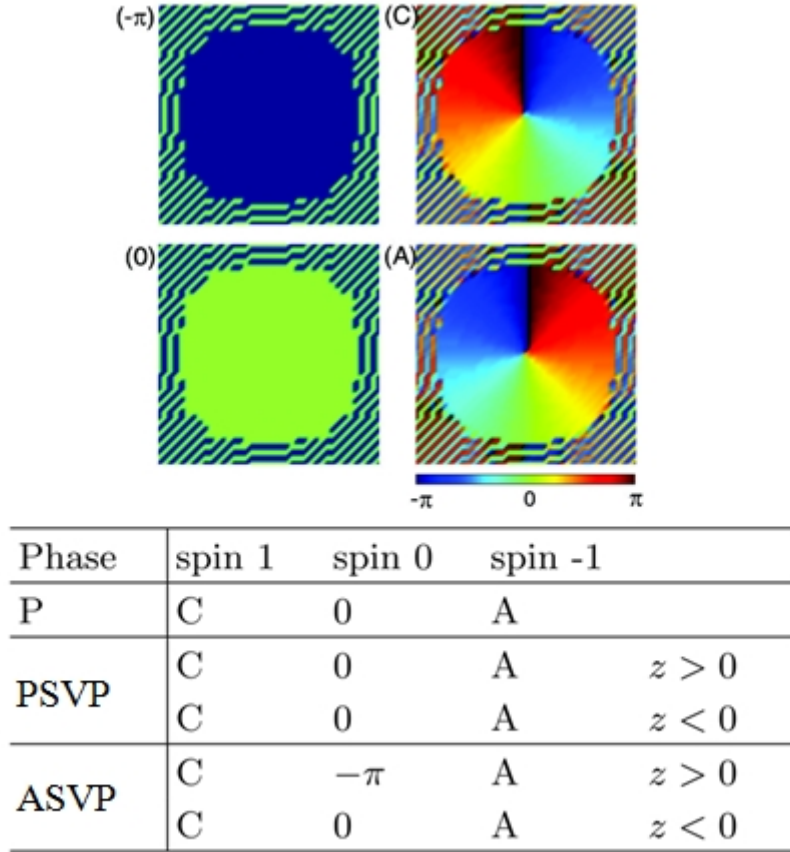 (-π) (C)
(0) (A)
-π 0 π
Phase spin 1 spin 0 spin -1
P C 0 A
PSVP C 0 A z > 0
C 0 A z < 0
ASVP C −π A z > 0
C 0 A z < 0